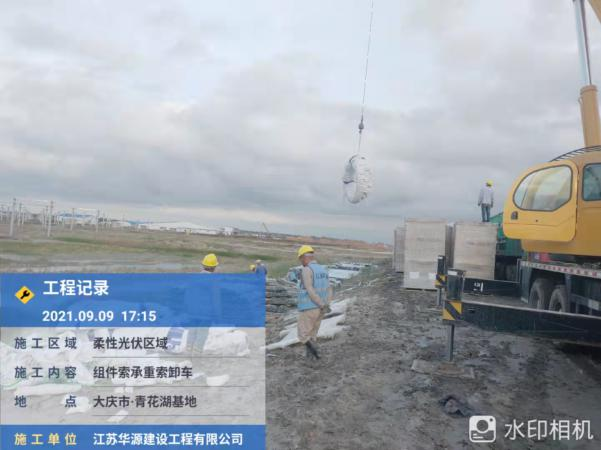 工程记录
2021.09.09 17:15
施工区域 柔性光伏区域
施工内容 组件索承重索卸车
地点 大庆市·青花湖基地
施工单位 江苏华源建设工程有限公司
水印相机